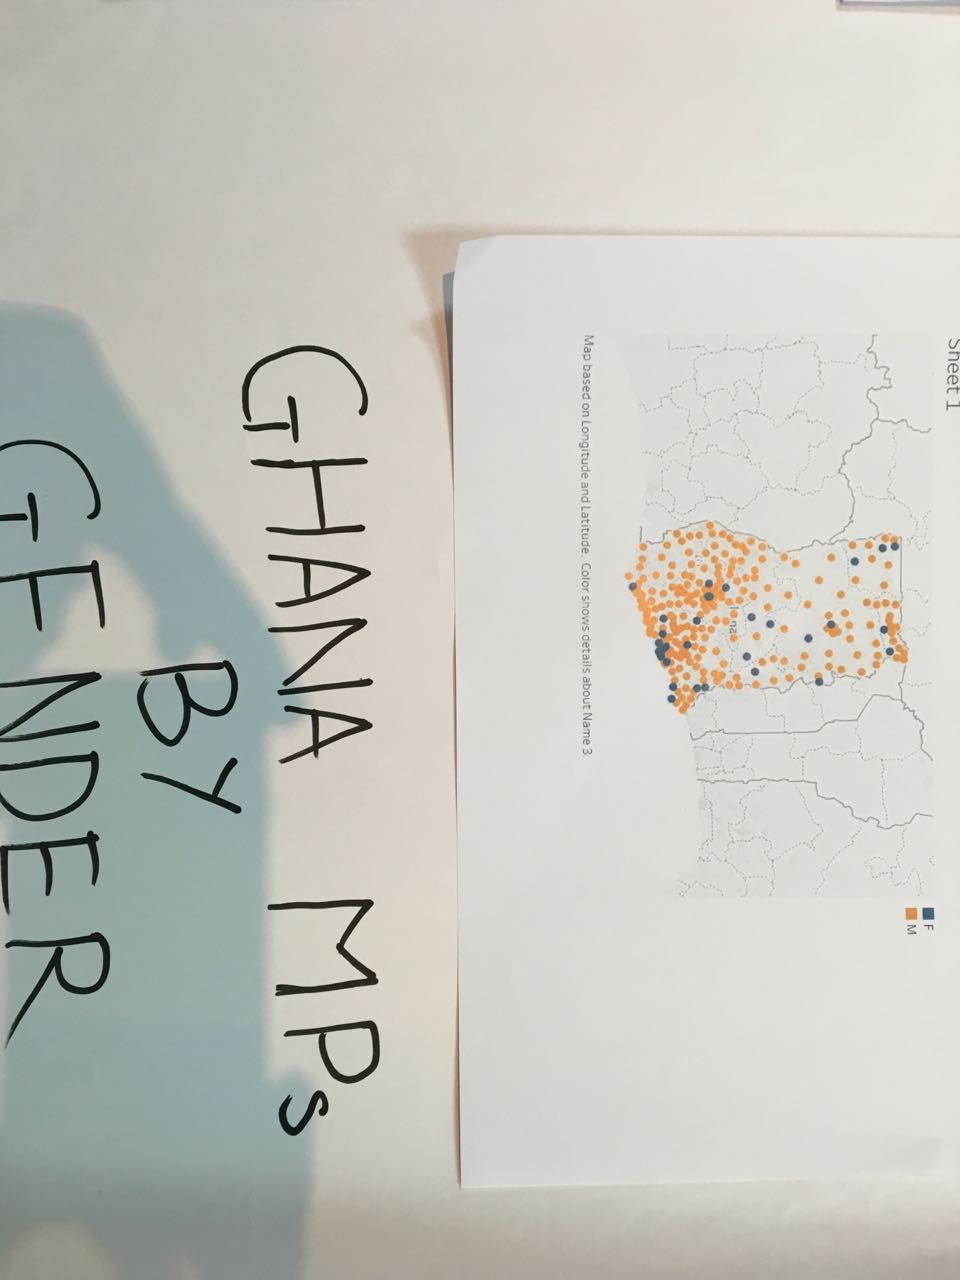 Sheet 1
F
M
Map based on Longitude and Latitude. Color shows details about Name 3.
GHANA MPs
BY
GENDER